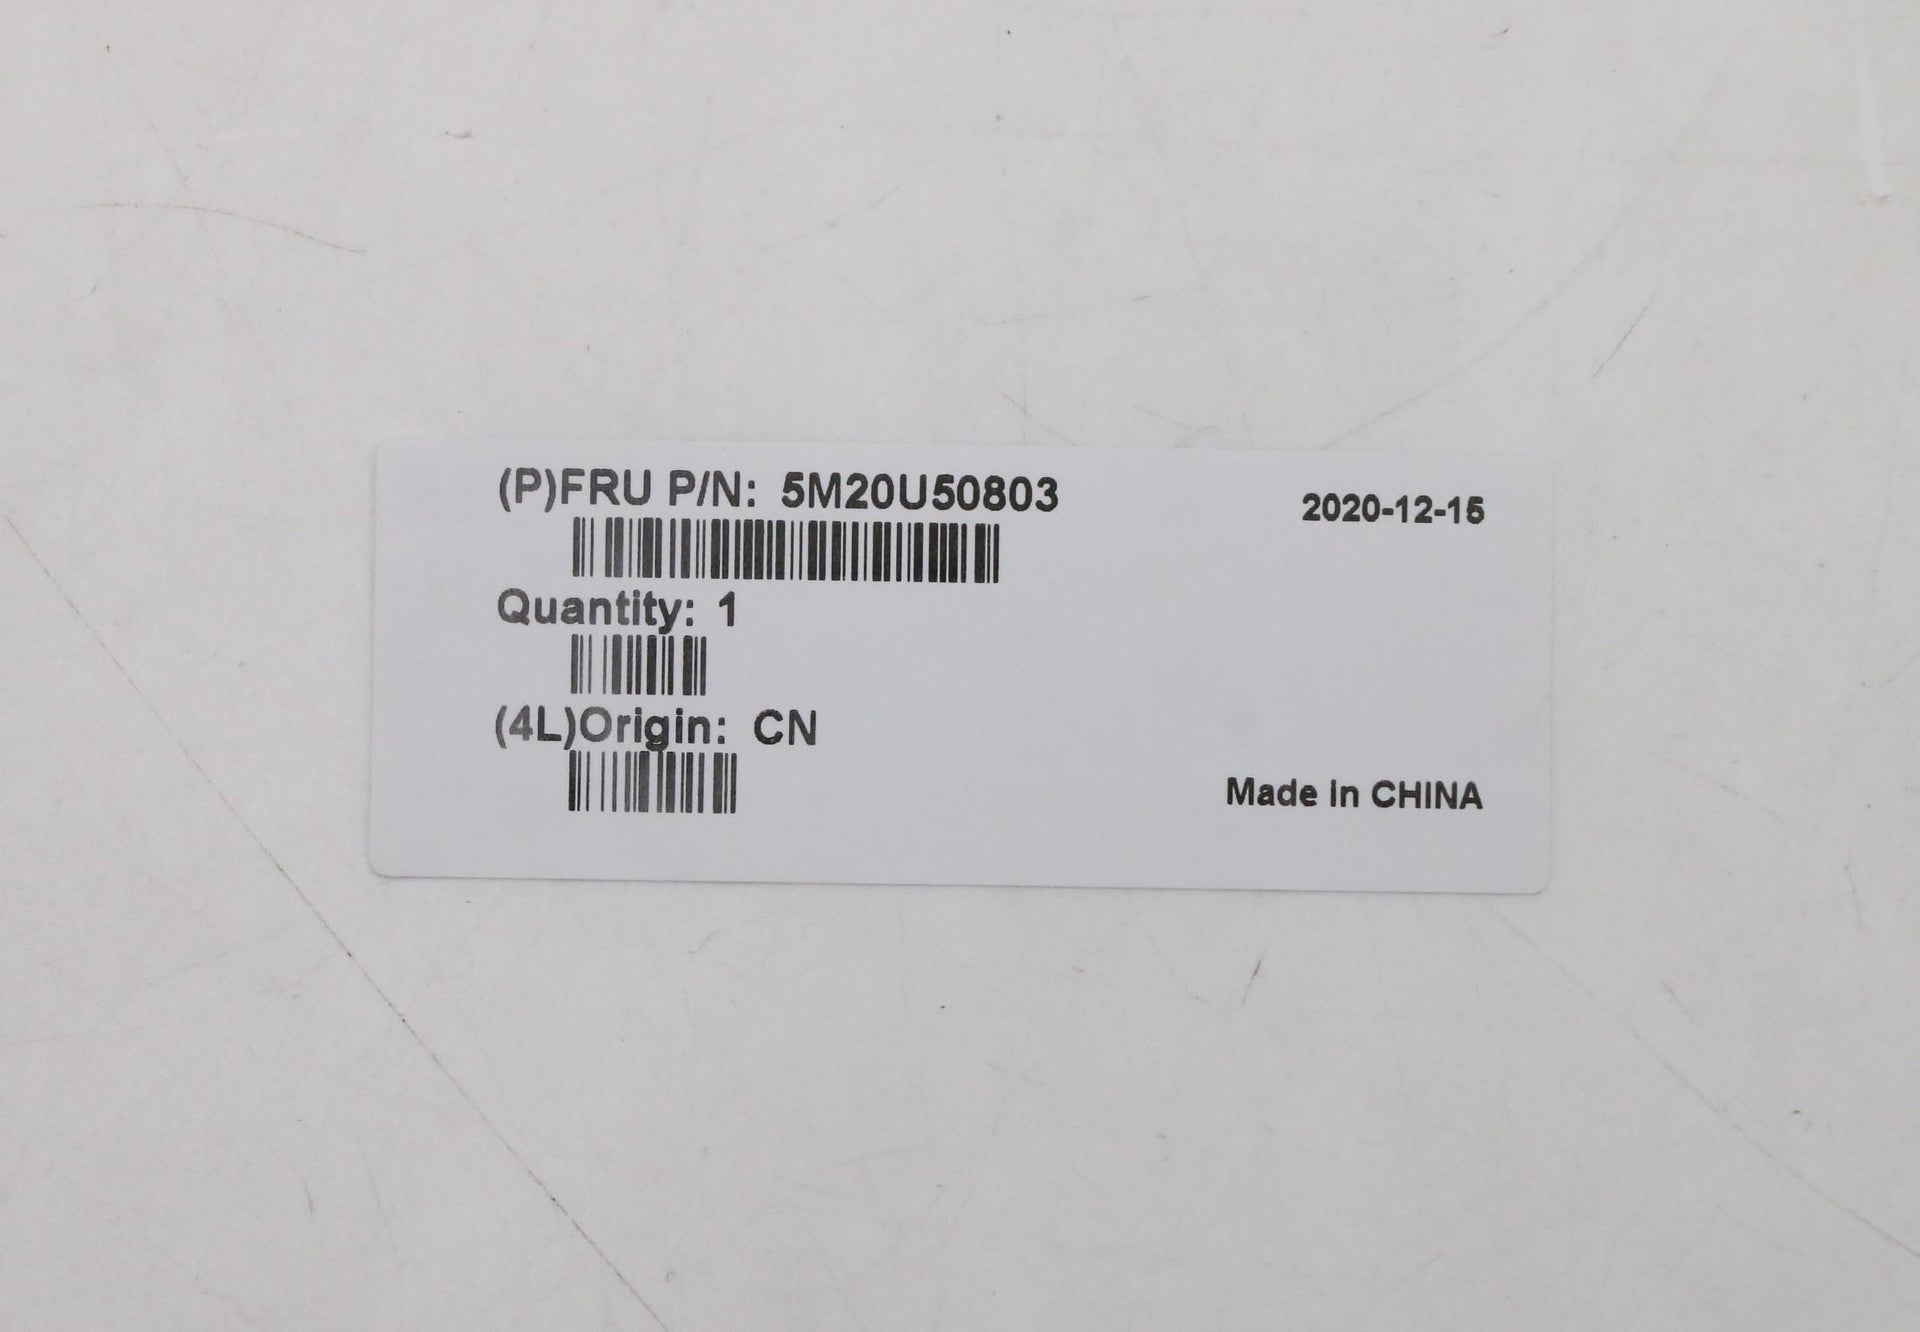 (P)FRU P/N: 5M20U50803
2020-12-15
Quantity: 1
(4L)Origin: CN
Made in CHINA